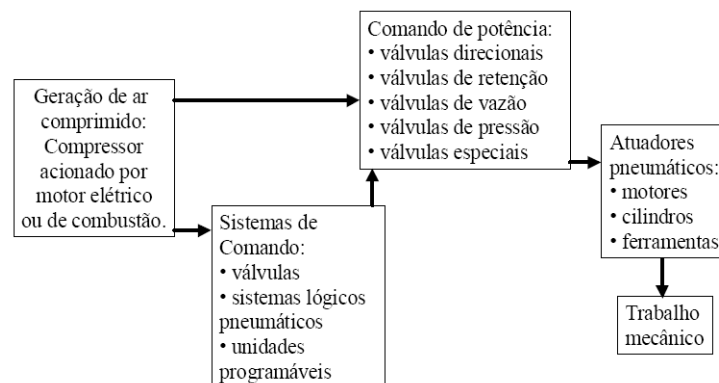 Geração de ar
comprimido:
Compressor
acionado por
motor elétrico
ou de combustão.
Comando de potência:
• válvulas direcionais
• válvulas de retenção
• válvulas de vazão
• válvulas de pressão
• válvulas especiais
Sistemas de
Comando:
• válvulas
• sistemas lógicos
pneumáticos
• unidades
programáveis
Atuadores
pneumáticos:
• motores
• cilindros
• ferramentas
Trabalho
mecânico